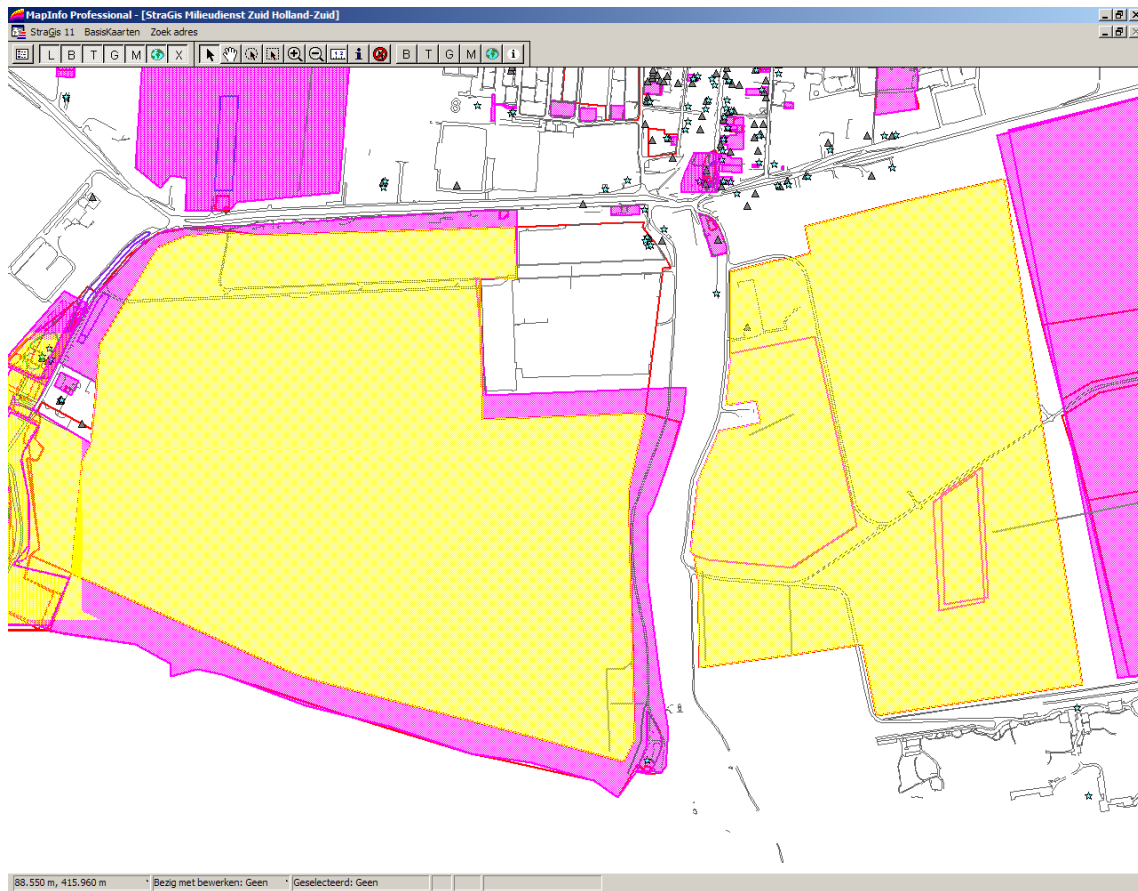 MapInfo Professional - [StraGis Milieudienst Zuid Holland-Zuid]
StraGis 11 BasisKaarten Zoek adres
L B T G M X B T G M i
88.550 m, 415.960 m Bezig met bewerken: Geen Geselecteerd: Geen